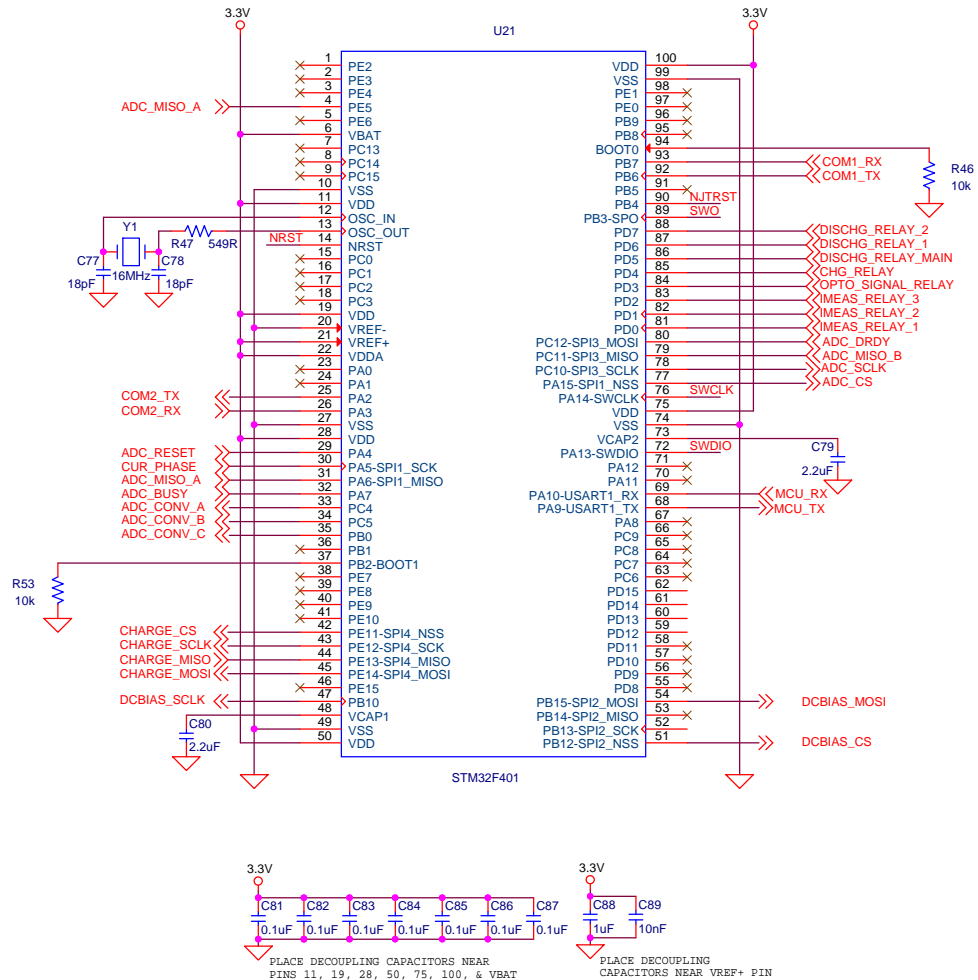 3.3V
3.3V
U21
1 PE2
2 PE3
3 PE4
ADC_MISO_A 4 PE5
5 PE6
6 VBAT
7 PC13
8 PC14
9 PC15
10 VSS
11 VDD
12 OSC_IN
13 OSC_OUT
NRST 14 NRST
15 PC0
16 PC1
17 PC2
18 PC3
19 VDD
20 VREF-
21 VREF+
22 VDDA
23 PA0
24 PA1
COM2_TX 25 PA2
COM2_RX 26 PA3
27 VSS
28 VDD
ADC_RESET 29 PA4
CUR_PHASE 30 PA5-SPI1_SCK
ADC_MISO_A 31 PA6-SPI1_MISO
ADC_BUSY 32 PA7
ADC_CONV_A 33 PC4
ADC_CONV_B 34 PC5
ADC_CONV_C 35 PB0
36 PB1
37 PB2-BOOT1
38 PE7
39 PE8
40 PE9
41 PE10
CHARGE_CS 42 PE11-SPI4_NSS
CHARGE_SCLK 43 PE12-SPI4_SCK
CHARGE_MISO 44 PE13-SPI4_MISO
CHARGE_MOSI 45 PE14-SPI4_MOSI
46 PE15
DCBIAS_SCLK 47 PB10
48 VCAP1
49 VSS
50 VDD
Y1
16MHz
R47 549R
C77
18pF
C78
18pF
R53
10k
C80
2.2uF
VDD 100
VSS 99
PE1 98
PE0 97
PB9 96
PB8 95
BOOT0 94
PB7 93 COM1_RX
PB6 92 COM1_TX
PB5 91
PB4 90 NJTRST
PB3-SPO 89 SWO
PD7 88 DISCHG_RELAY_2
PD6 87 DISCHG_RELAY_1
PD5 86 DISCHG_RELAY_MAIN
PD4 85 CHG_RELAY
PD3 84 OPTO_SIGNAL_RELAY
PD2 83 IMEAS_RELAY_3
PD1 82 IMEAS_RELAY_2
PD0 81 IMEAS_RELAY_1
PC12-SPI3_MOSI 80 ADC_DRDY
PC11-SPI3_MISO 79 ADC_MISO_B
PC10-SPI3_SCLK 78 ADC_SCLK
PA15-SPI1_NSS 77 ADC_CS
PA14-SWCLK 76 SWCLK
VDD 75
VSS 74
VCAP2 73
PA13-SWDIO 72 SWDIO
PA12 71
PA11 70
PA10-USART1_RX 69 MCU_RX
PA9-USART1_TX 68 MCU_TX
PA8 67
PC9 66
PC8 65
PC7 64
PC6 63
PD15 62
PD14 61
PD13 60
PD12 59
PD11 58
PD10 57
PD9 56
PD8 55
PB15-SPI2_MOSI 54 DCBIAS_MOSI
PB14-SPI2_MISO 53
PB13-SPI2_SCK 52
PB12-SPI2_NSS 51 DCBIAS_CS
R46
10k
C79
2.2uF
STM32F401
3.3V
C81 C82 C83 C84 C85 C86 C87
0.1uF 0.1uF 0.1uF 0.1uF 0.1uF 0.1uF 0.1uF
PLACE DECOUPLING CAPACITORS NEAR
PINS 11, 19, 28, 50, 75, 100, & VBAT
3.3V
C88 C89
1uF 10nF
PLACE DECOUPLING
CAPACITORS NEAR VREF+ PIN